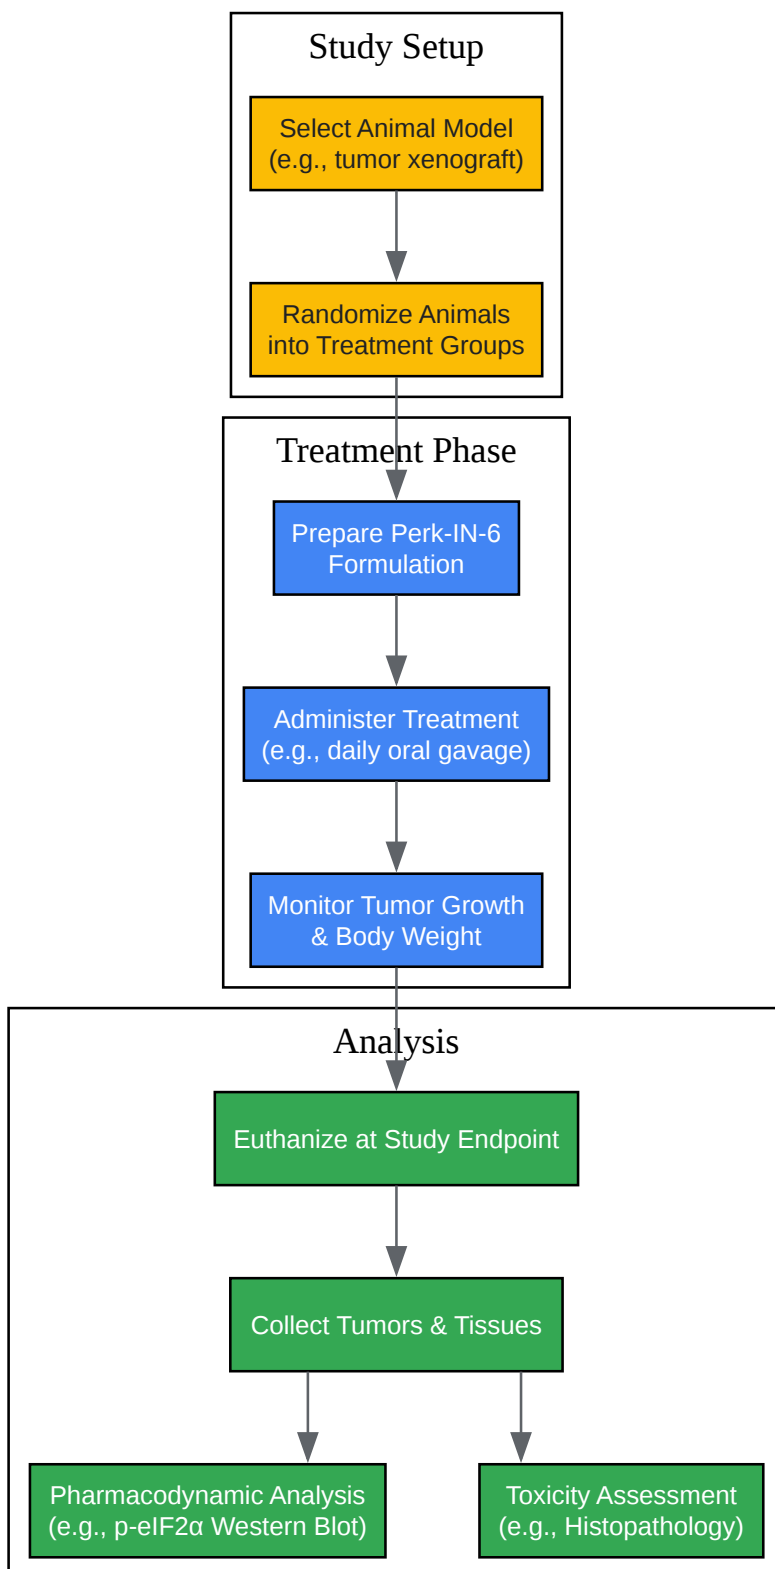 Study Setup
Select Animal Model
(e.g., tumor xenograft)
Randomize Animals
into Treatment Groups
Treatment Phase
Prepare Perk-IN-6
Formulation
Administer Treatment
(e.g., daily oral gavage)
Monitor Tumor Growth
& Body Weight
Analysis
Euthanize at Study Endpoint
Collect Tumors & Tissues
Pharmacodynamic Analysis
(e.g., p-eIF2α Western Blot)
Toxicity Assessment
(e.g., Histopathology)